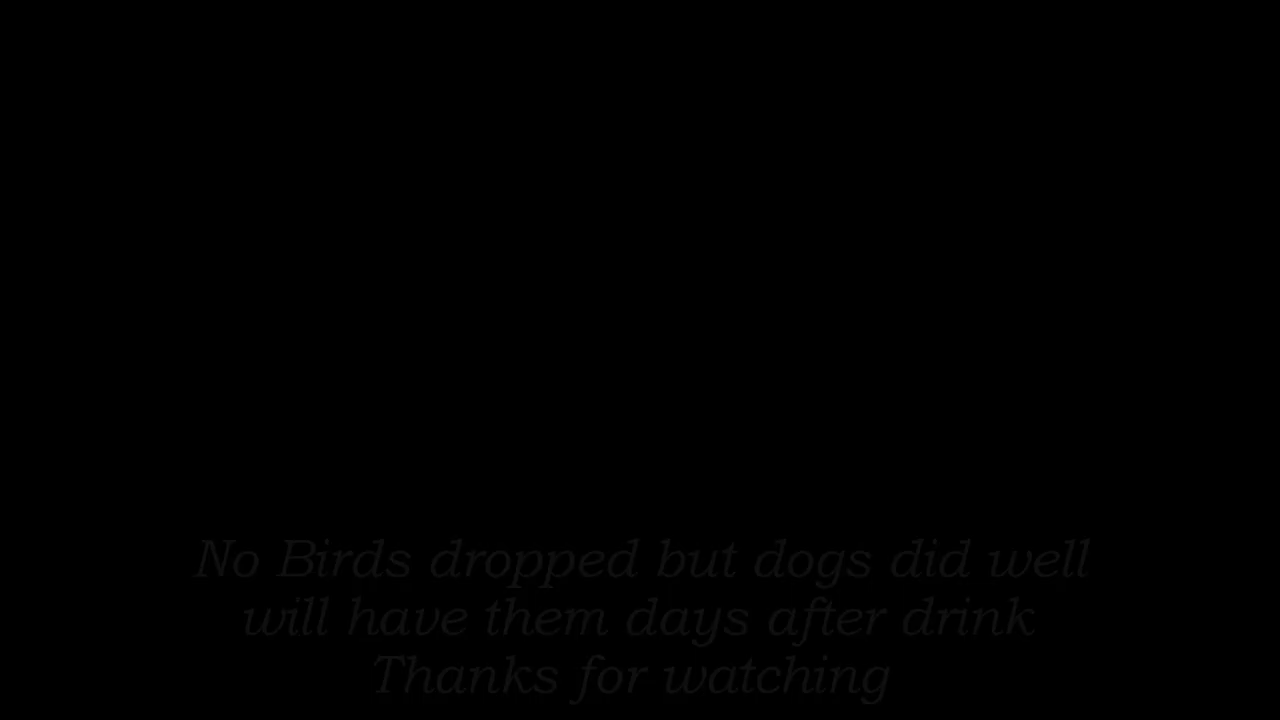 No Birds dropped but dogs did well
will have them days after drink
Thanks for watching